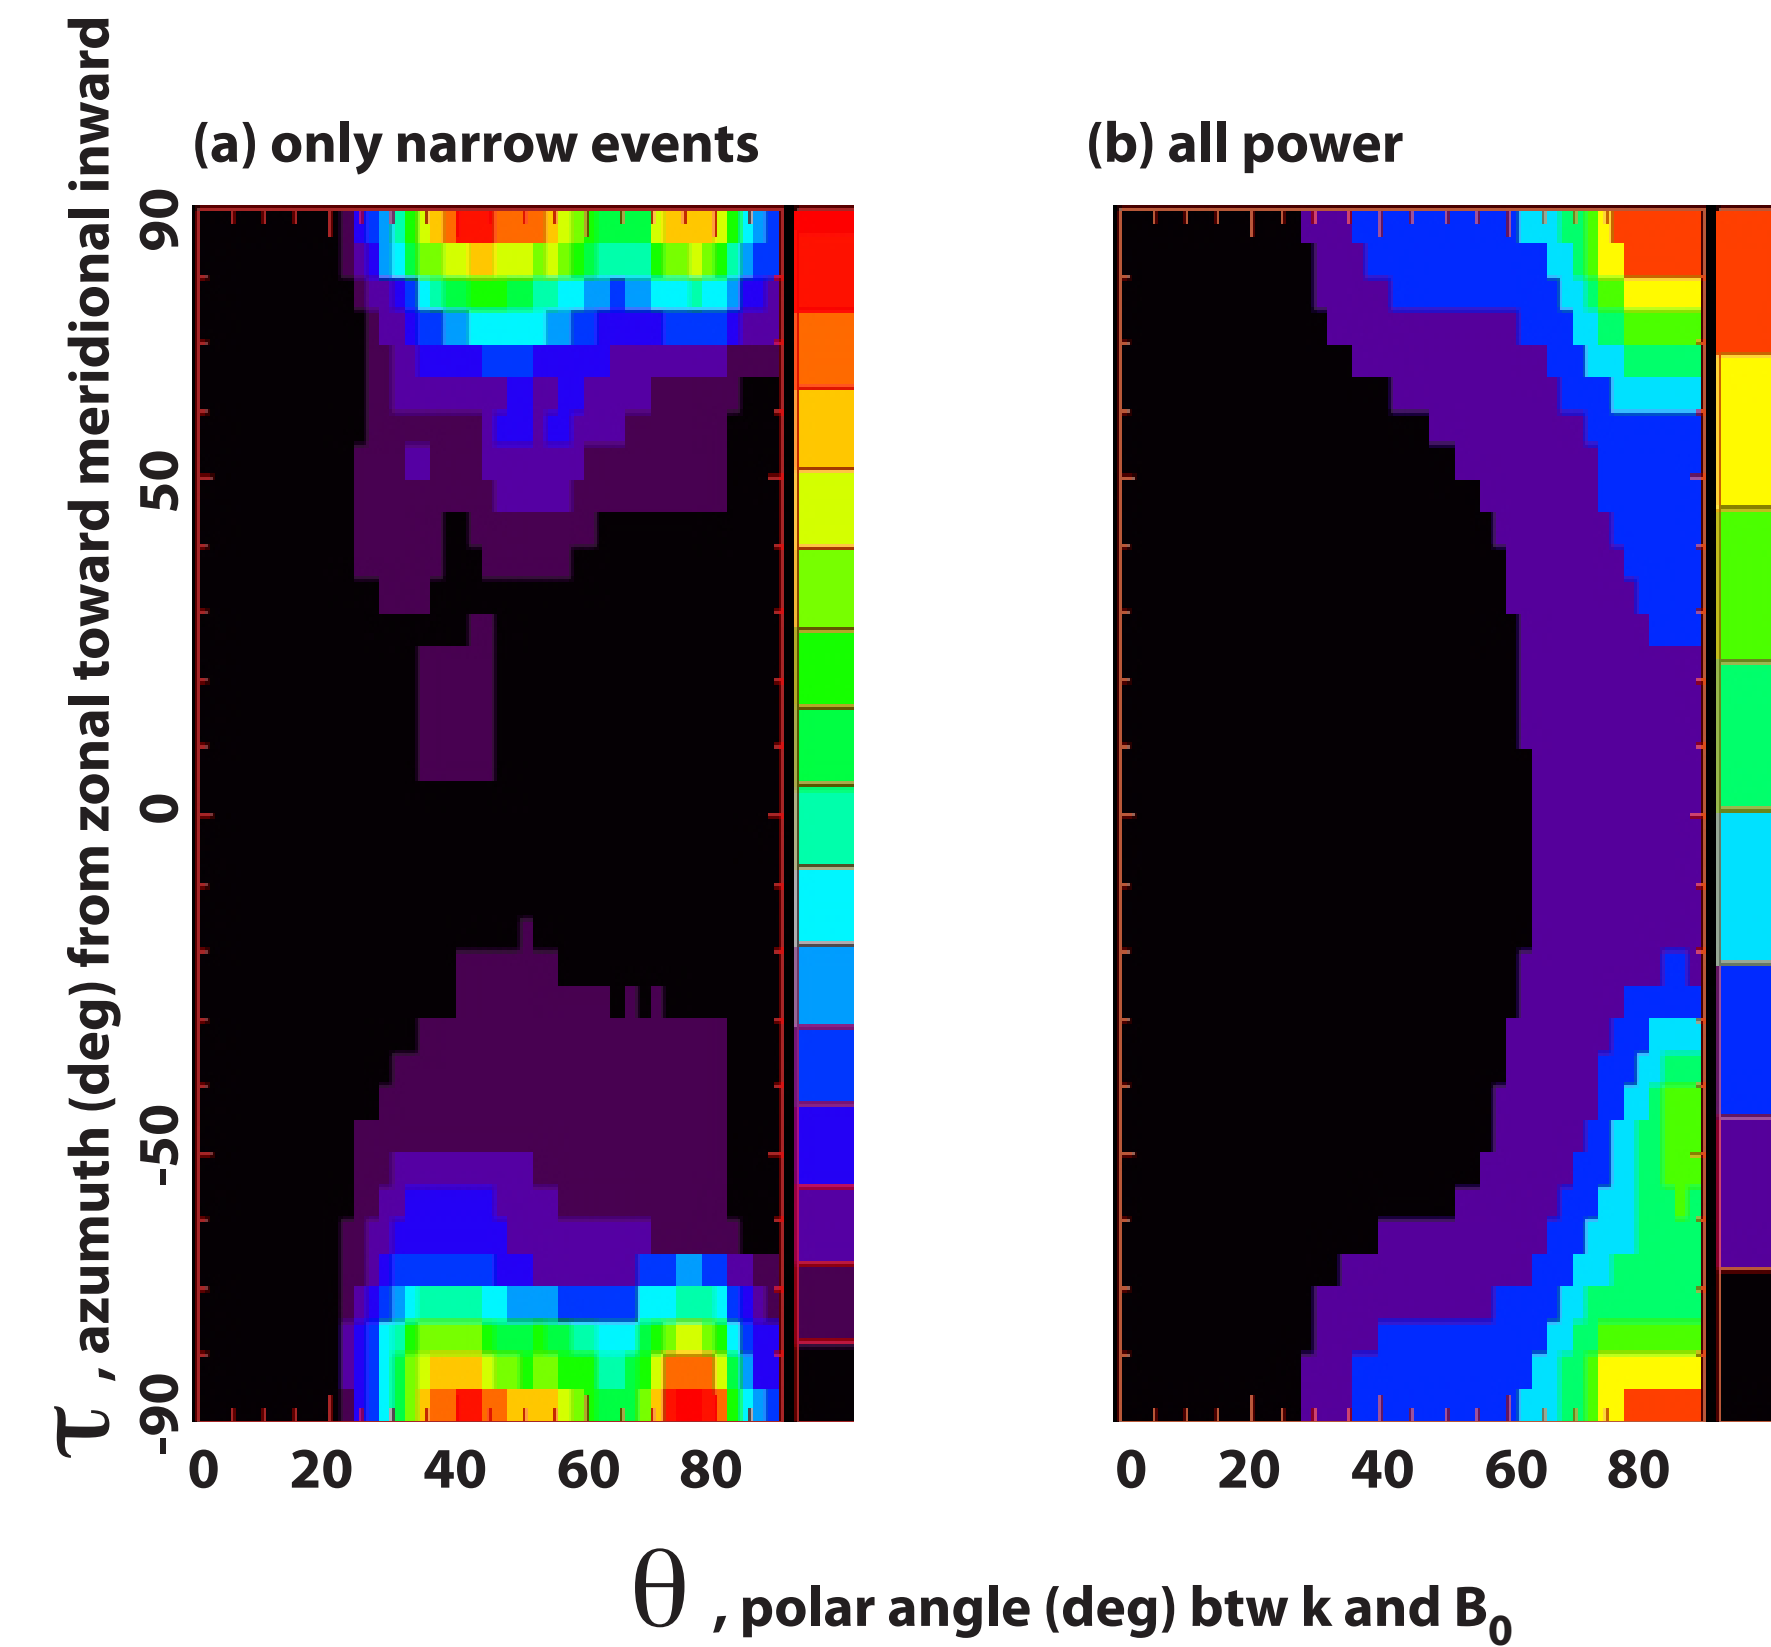 τ , azumuth (deg) from zonal toward meridional inward
(a) only narrow events
(b) all power
90
50
0
-50
-90
0 20 40 60 80
0 20 40 60 80
θ , polar angle (deg) btw k and B₀